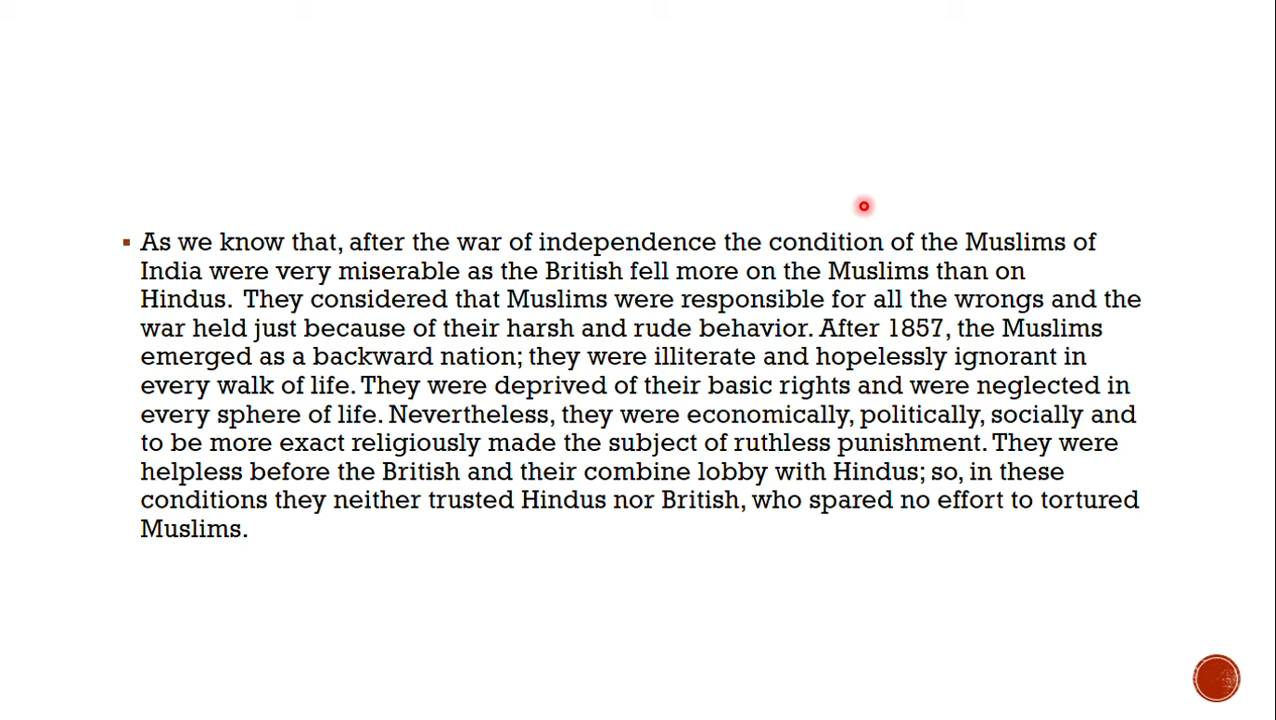 ▪ As we know that, after the war of independence the condition of the Muslims of
India were very miserable as the British fell more on the Muslims than on
Hindus.  They considered that Muslims were responsible for all the wrongs and the
war held just because of their harsh and rude behavior. After 1857, the Muslims
emerged as a backward nation; they were illiterate and hopelessly ignorant in
every walk of life. They were deprived of their basic rights and were neglected in
every sphere of life. Nevertheless, they were economically, politically, socially and
to be more exact religiously made the subject of ruthless punishment. They were
helpless before the British and their combine lobby with Hindus; so, in these
conditions they neither trusted Hindus nor British, who spared no effort to tortured
Muslims.